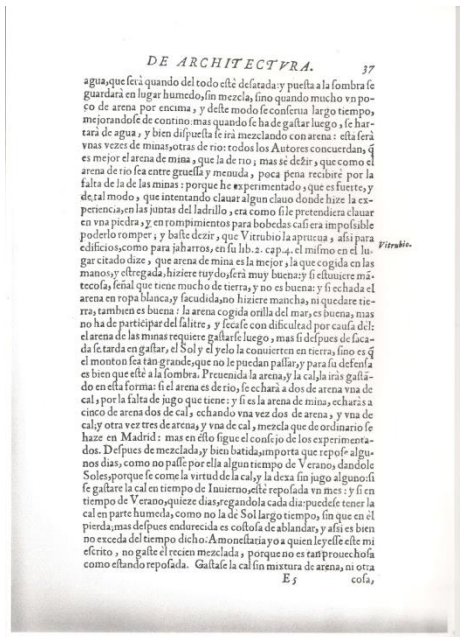 DE ARCHITECTVRA. 37
agua, que serà quando del todo estè desatada: y puesta a la sombra se
guardarà en lugar humedo, sin mezcla, sino quando mucho vn po-
ço de arena por encima, y deste modo se conserua largo tiempo,
mejorandose de contino: mas quando se ha de gastar luego, se har-
tarà de agua, y bien dispuesta se irà mezclando con arena: esta serà
vnas vezes de minas, otras de rio: todos los Autores concuerdan, q̃
es mejor el arena de mina, que la de rio; mas sè dezir, que como el
arena de rio sea entre gruessa y menuda, poca pena recibirè por la
falta de la de las minas: porque he experimentado, que es fuerte, y
de tal modo, que intentando clauar algun clauo donde hize la ex-
periencia, en las juntas del ladrillo, era como si le pretendiera clauar
en vna piedra, y en rompimientos para bobedas casi era impossible
poderlo romper; y baste dezir, que Vitrubio la aprueua, assi para
edificios, como para jaharros, en su lib. 2. cap. 4. el mismo en el lu-
Vitrubio.
gar citado dize, que arena de mina es la mejor, la que cogida en las
manos, y estregada, hiziere ruydo, serà muy buena: y si estuuiere mã-
tecosa, señal que tiene mucho de tierra, y no es buena: y si echada el
arena en ropa blanca, y sacudida, no hiziere mancha, ni quedare tie-
rra, tambien es buena: la arena cogida orilla del mar, es buena, mas
no ha de participar del salitre, y secase con dificultad por causa dèl:
el arena de las minas requiere gastarse luego, mas si despues de saca-
da se tarda en gastar, el Sol y el yelo la conuierten en tierra, sino es q̃
el monton sea tan grande, que no le puedan passar, y para su defensa
es bien que estè a la sombra. Preuenida la arena, y la cal, la iràs gastã-
do en esta forma: si el arena es de rio, se echarà a dos de arena vna de
cal, por la falta de jugo que tiene: y si es la arena de mina, echaràs a
cinco de arena dos de cal, echando vna vez dos de arena, y vna de
cal; y otra vez tres de arena, y vna de cal, mezcla que de ordinario se
haze en Madrid: mas en esto sigue el consejo de los experimenta-
dos. Despues de mezclada, y bien batida, importa que repose algu-
nos dias, como no passe por ella algun tiempo de Verano, dandole
Soles, porque se come la virtud de la cal, y la dexa sin jugo alguno: si
se gastare la cal en tiempo de Inuierno, estè reposada vn mes: y si en
tiempo de Verano, quieze dias, regandola cada dia: puedese tener la
cal en parte humeda, como no la dè Sol largo tiempo, sin que en èl
pierda; mas despues endurecida es costosa de ablandar, y assi es bien
no exceda del tiempo dicho: Amonestaria yo a quien leyesse este mi
escrito, no gaste el recien mezclada, porque no es tan prouechosa
como estando reposada. Gastase la cal sin mixtura de arena, ni otra
E5 cosa,